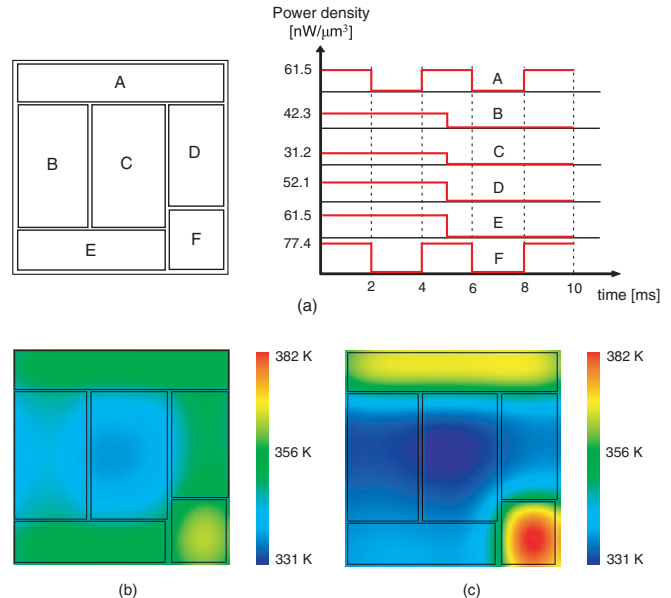 Power density
[nW/µm³]
A
B
C
D
E
F
61.5
A
42.3
B
31.2
C
52.1
D
61.5
E
77.4
F
2
4
6
8
10
time [ms]
(a)
382 K
356 K
331 K
382 K
356 K
331 K
(b)
(c)